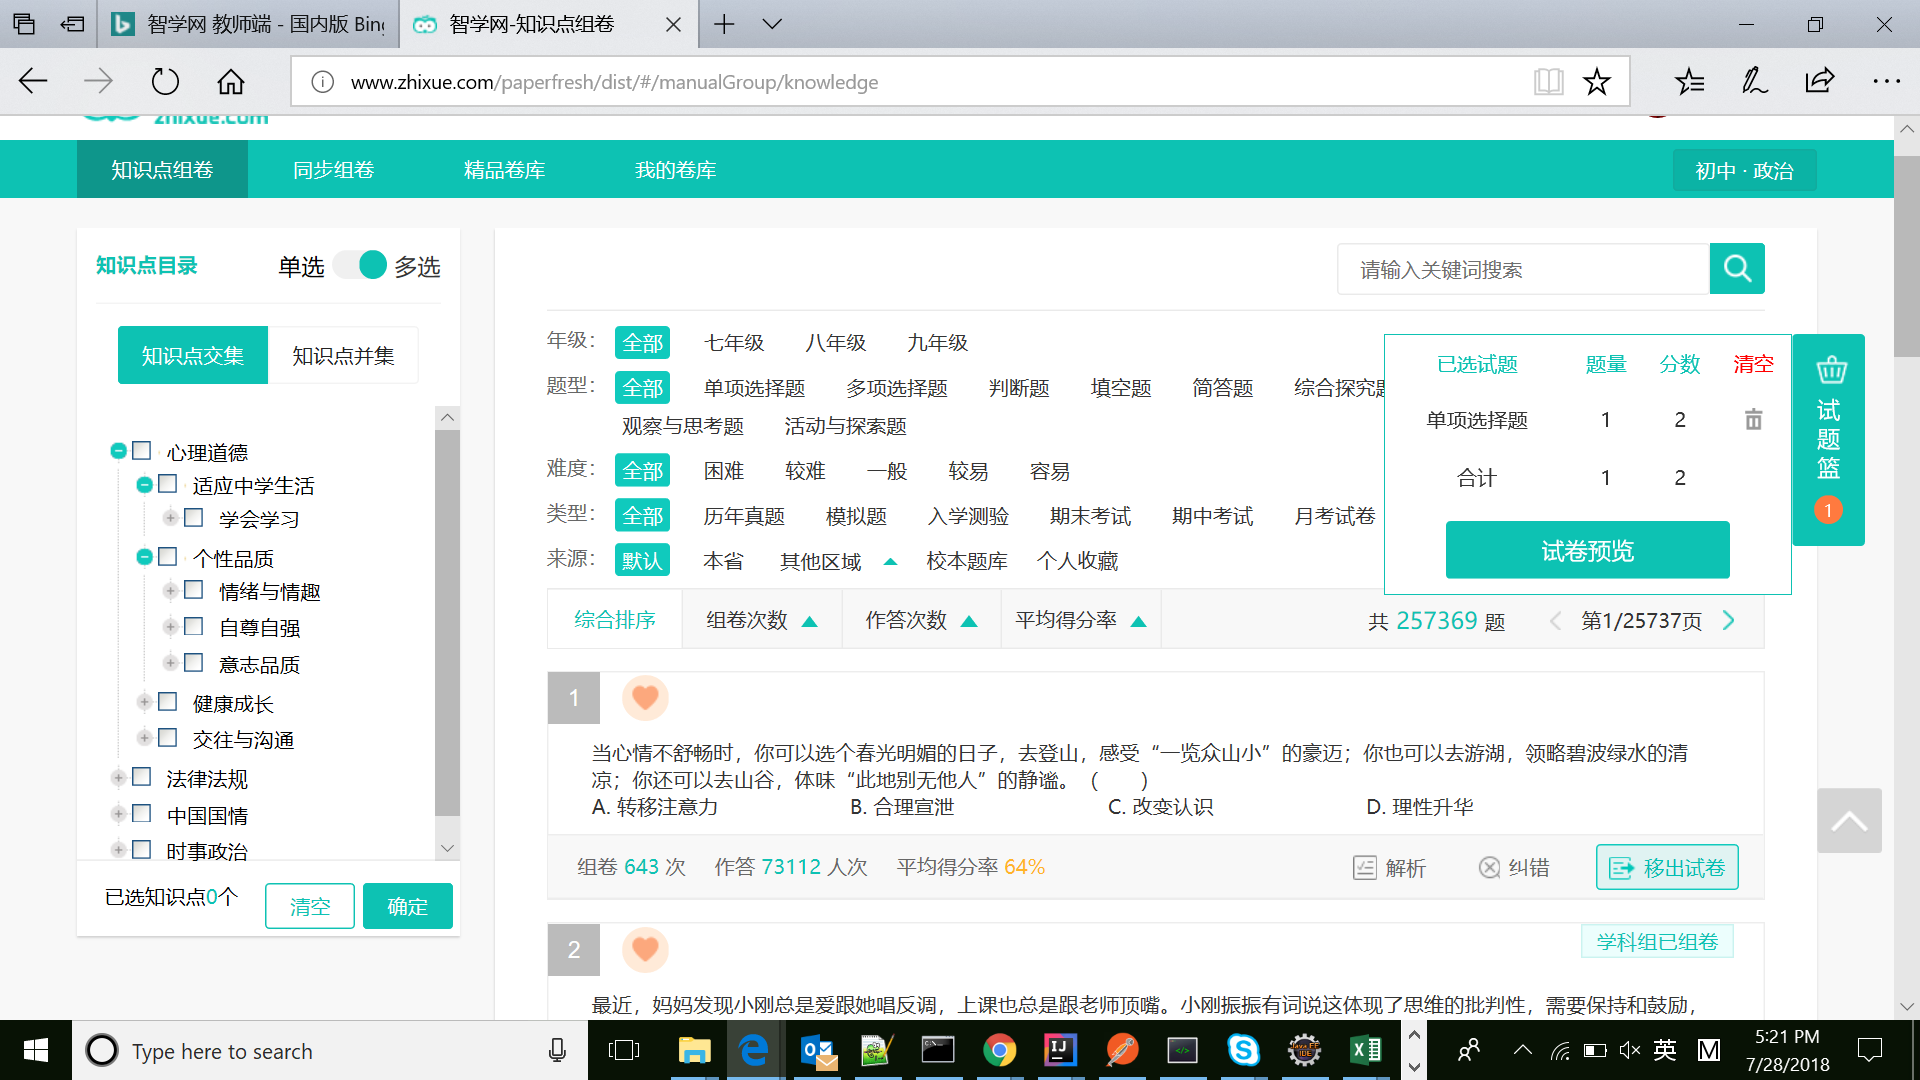 智学网 教师端 - 国内版 Bing
智学网-知识点组卷
www.zhixue.com/paperfresh/dist/#/manualGroup/knowledge
zhixue.com
知识点组卷 同步组卷 精品卷库 我的卷库 初中 · 政治
知识点目录 单选 多选
知识点交集 知识点并集
心理道德
适应中学生活
学会学习
个性品质
情绪与情趣
自尊自强
意志品质
健康成长
交往与沟通
法律法规
中国国情
时事政治
已选知识点0个 清空 确定
请输入关键词搜索
年级： 全部 七年级 八年级 九年级
题型： 全部 单项选择题 多项选择题 判断题 填空题 简答题 综合探究题
观察与思考题 活动与探索题
难度： 全部 困难 较难 一般 较易 容易
类型： 全部 历年真题 模拟题 入学测验 期末考试 期中考试 月考试卷
来源： 默认 本省 其他区域 校本题库 个人收藏
已选试题 题量 分数 清空
单项选择题 1 2
合计 1 2
试卷预览
试题篮
1
综合排序 组卷次数 作答次数 平均得分率 共 257369 题 第1/25737页
1
当心情不舒畅时，你可以选个春光明媚的日子，去登山，感受“一览众山小”的豪迈；你也可以去游湖，领略碧波绿水的清
凉；你还可以去山谷，体味“此地别无他人”的静谧。（　　）
A. 转移注意力 B. 合理宣泄 C. 改变认识 D. 理性升华
组卷 643 次 作答 73112 人次 平均得分率 64% 解析 纠错 移出试卷
2 学科组已组卷
最近，妈妈发现小刚总是爱跟她唱反调，上课也总是跟老师顶嘴。小刚振振有词说这体现了思维的批判性，需要保持和鼓励，
Type here to search
英 M
5:21 PM
7/28/2018